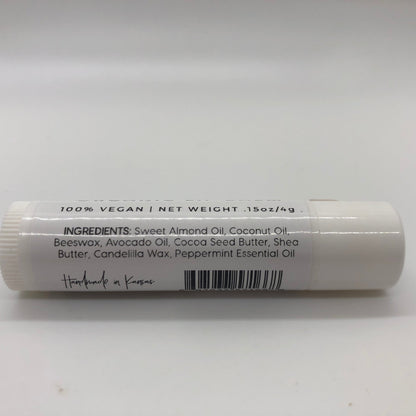 100% VEGAN | NET WEIGHT .15oz/4g .
INGREDIENTS: Sweet Almond Oil, Coconut Oil,
Beeswax, Avocado Oil, Cocoa Seed Butter, Shea
Butter, Candelilla Wax, Peppermint Essential Oil
Handmade in Kansas